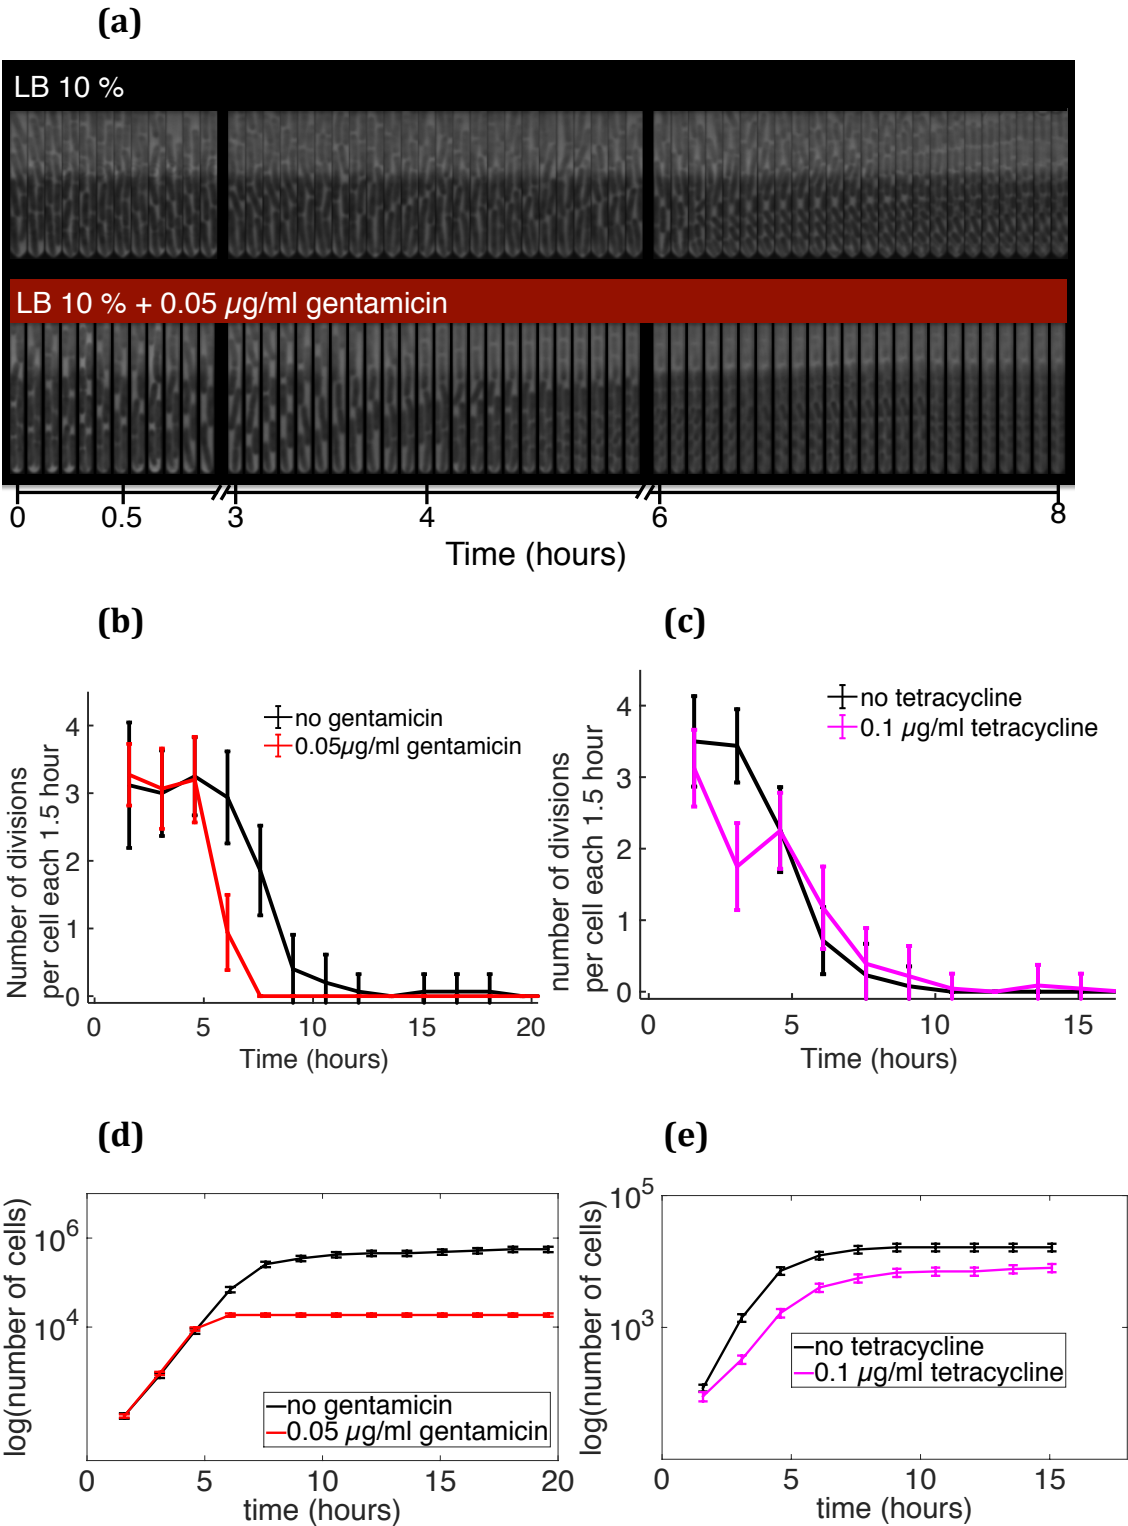 (a)
LB 10 %
LB 10 % + 0.05 µg/ml gentamicin
0 0.5 3 4 6 8
Time (hours)
(b)
Number of divisions
per cell each 1.5 hour
4
3
2
1
0
no gentamicin
0.05µg/ml gentamicin
0 5 10 15 20
Time (hours)
(c)
number of divisions
per cell each 1.5 hour
4
3
2
1
0
no tetracycline
0.1 µg/ml tetracycline
0 5 10 15
Time (hours)
(d)
log(number of cells)
10^6
10^4
no gentamicin
0.05 µg/ml gentamicin
0 5 10 15 20
time (hours)
(e)
log(number of cells)
10^5
10^3
no tetracycline
0.1 µg/ml tetracycline
0 5 10 15
time (hours)